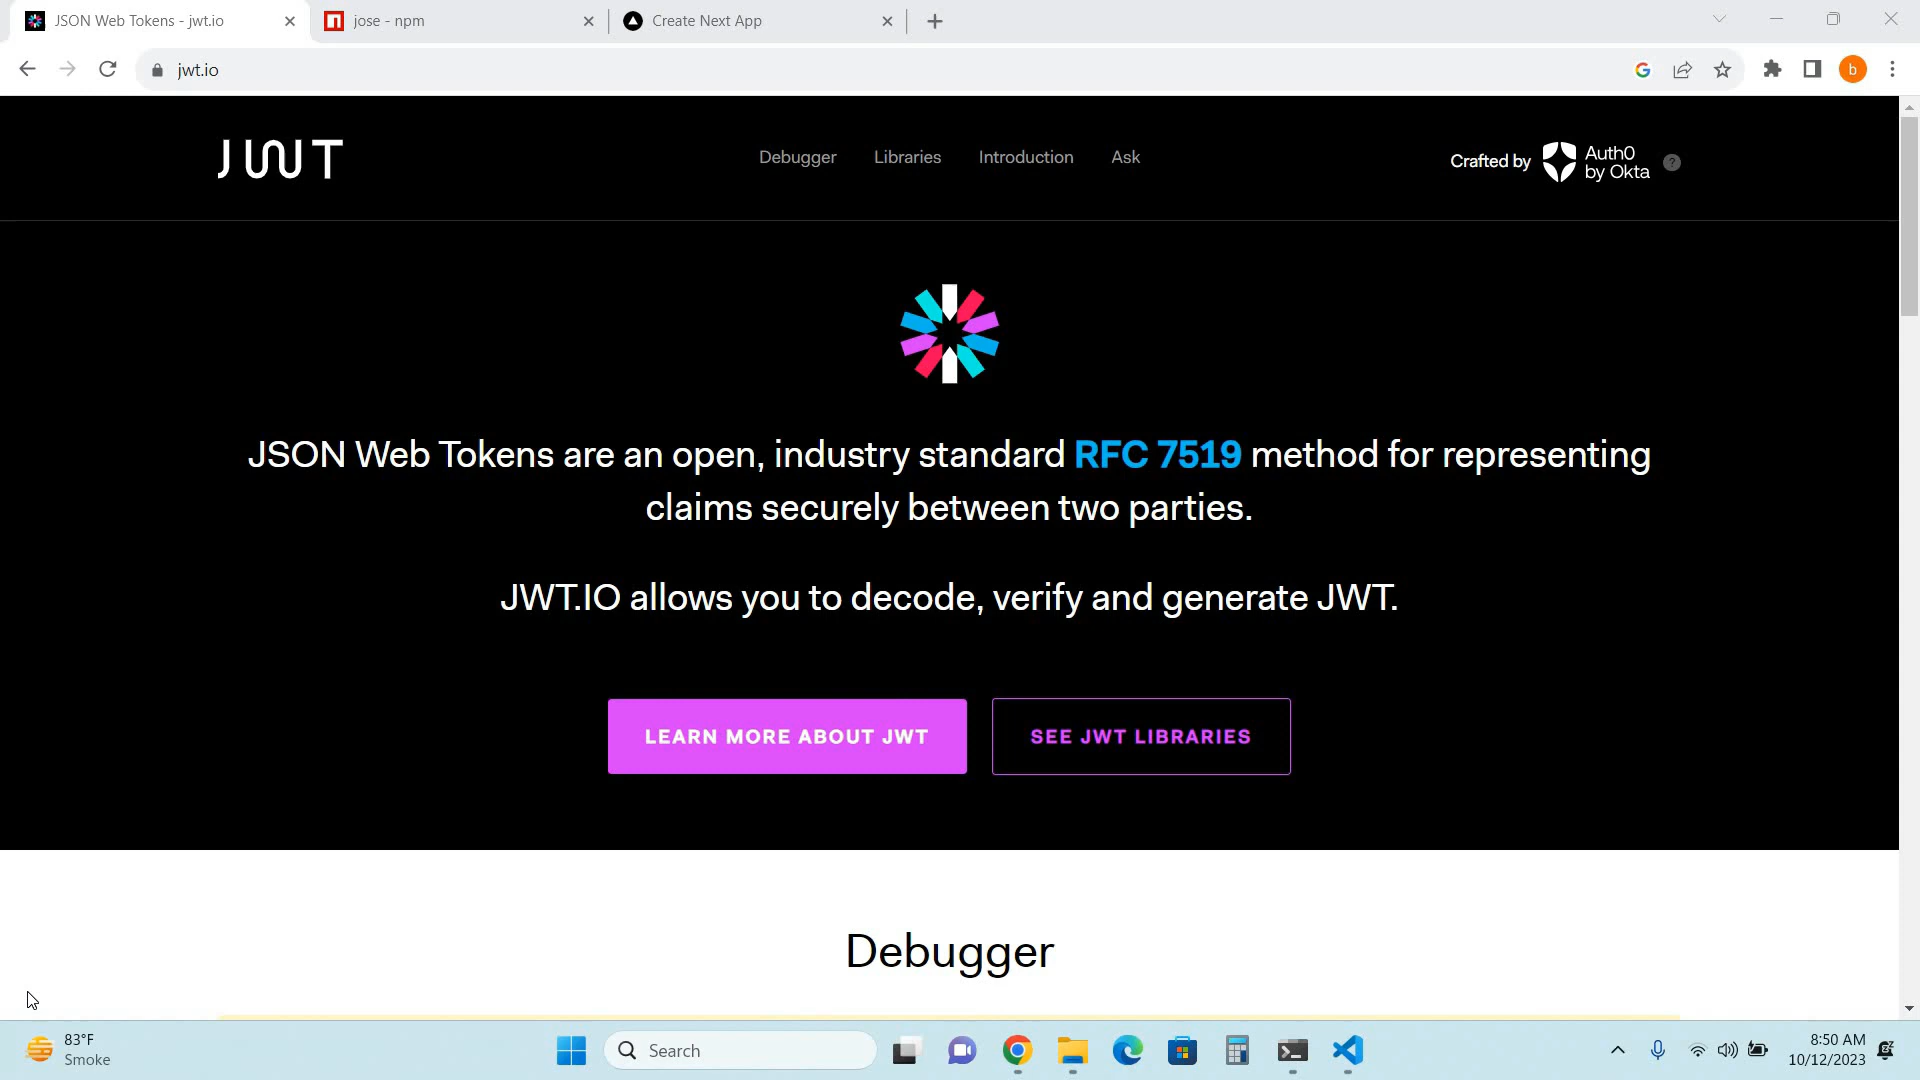 JSON Web Tokens - jwt.io
jose - npm
Create Next App
jwt.io
b
JWT
Debugger
Libraries
Introduction
Ask
Crafted by
Auth0
by Okta
?
JSON Web Tokens are an open, industry standard RFC 7519 method for representing
claims securely between two parties.
JWT.IO allows you to decode, verify and generate JWT.
LEARN MORE ABOUT JWT
SEE JWT LIBRARIES
Debugger
83°F
Smoke
Search
8:50 AM
10/12/2023